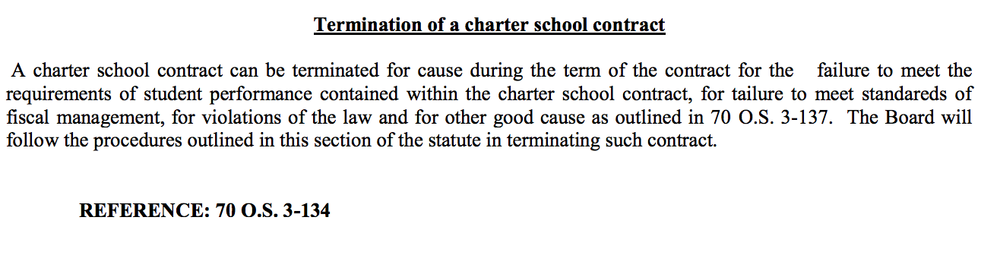 Termination of a charter school contract
A charter school contract can be terminated for cause during the term of the contract for the failure to meet the
requirements of student performance contained within the charter school contract, for tailure to meet standareds of
fiscal management, for violations of the law and for other good cause as outlined in 70 O.S. 3-137. The Board will
follow the procedures outlined in this section of the statute in terminating such contract.
REFERENCE: 70 O.S. 3-134